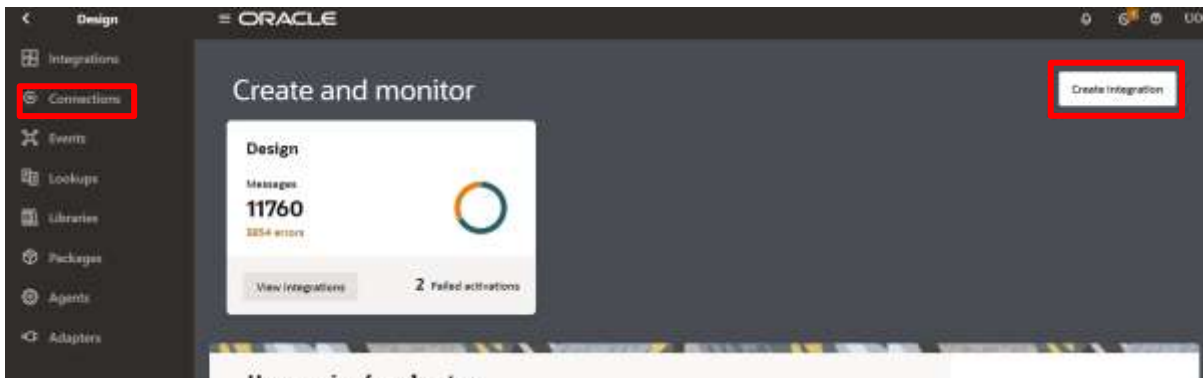 Design
ORACLE
Integrations
Connections
Events
Lookups
Libraries
Packages
Agents
Adapters
Create and monitor
Create Integration
Design
Messages
11760
3854 errors
View Integrations
2 Failed activations